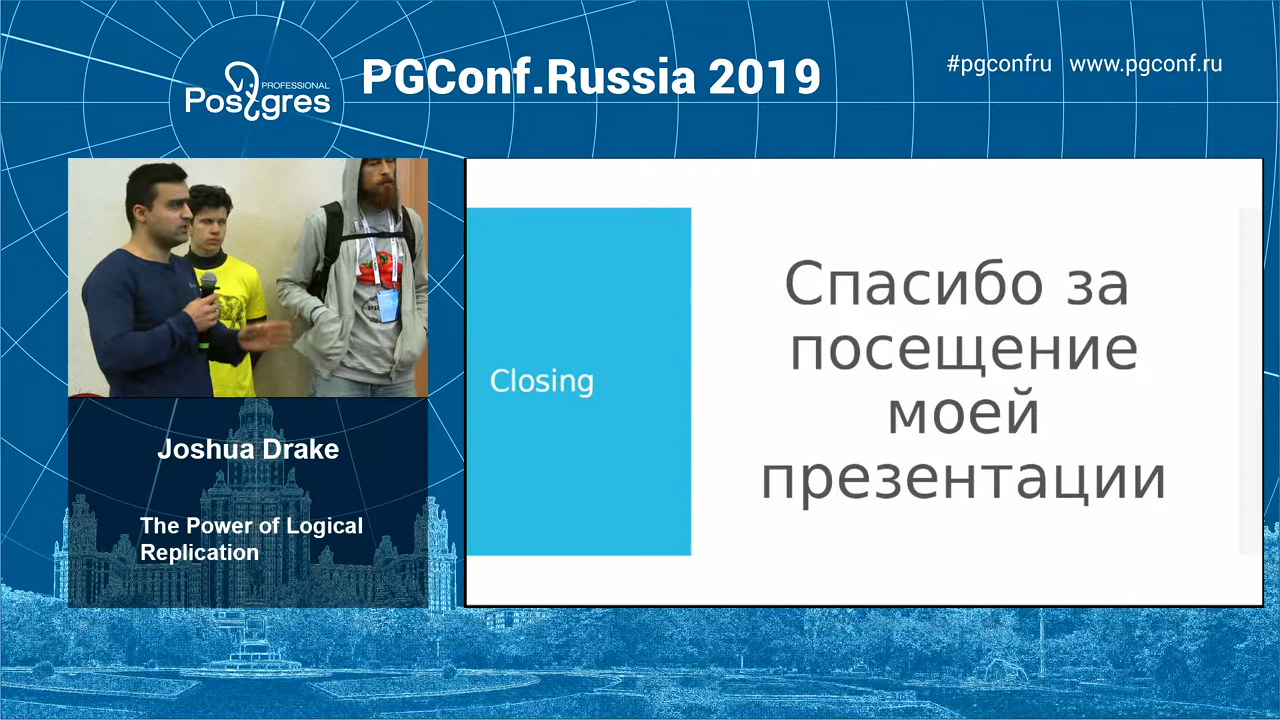 PROFESSIONAL
Postgres
PGConf.Russia 2019
#pgconfru www.pgconf.ru
Joshua Drake
The Power of Logical
Replication
Closing
Спасибо за
посещение
моей
презентации